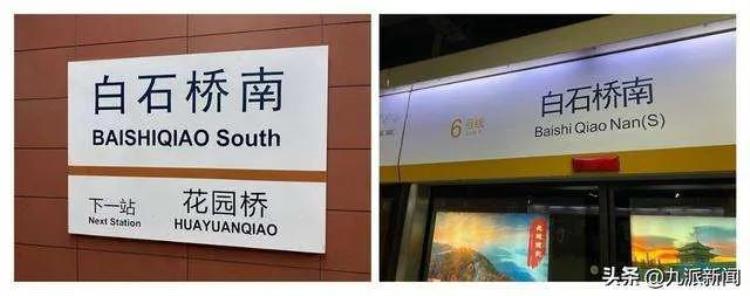 白石桥南
BAISHIQIAO South
下一站
Next Station
花园桥
HUAYUANQIAO
6 号线
白石桥南
Baishi Qiao Nan(S)
头条 @九派新闻